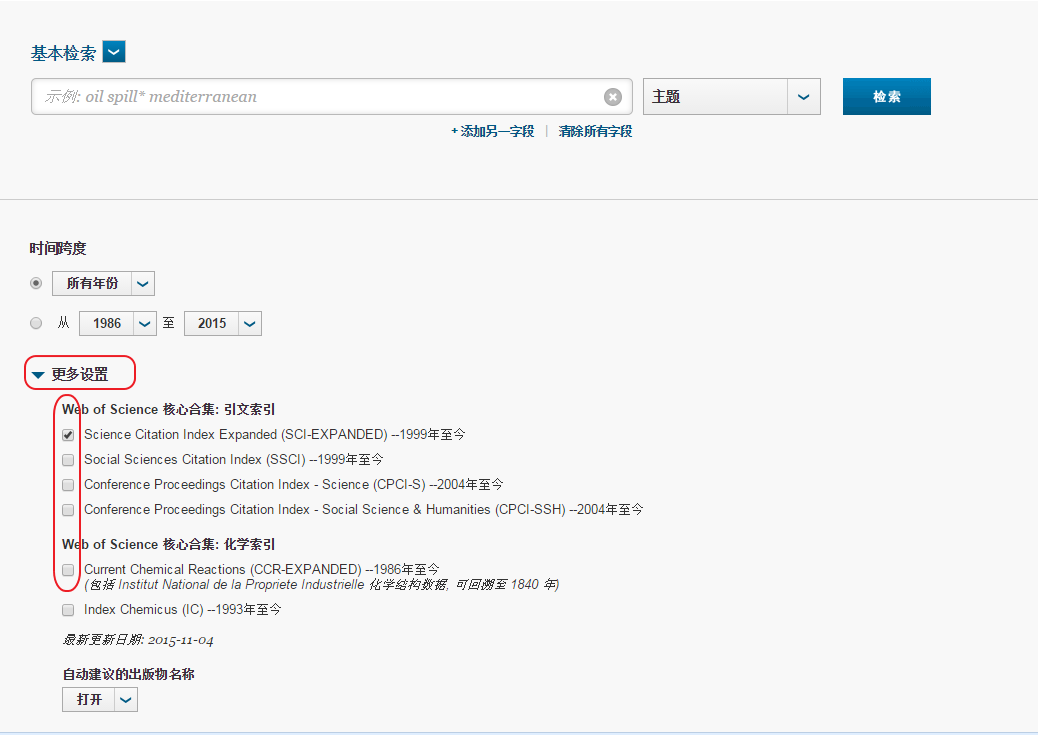 基本检索
示例: oil spill* mediterranean
主题
检索
+ 添加另一字段 | 清除所有字段
时间跨度
所有年份
从 1986 至 2015
更多设置
Web of Science 核心合集: 引文索引
Science Citation Index Expanded (SCI-EXPANDED) --1999年至今
Social Sciences Citation Index (SSCI) --1999年至今
Conference Proceedings Citation Index - Science (CPCI-S) --2004年至今
Conference Proceedings Citation Index - Social Science & Humanities (CPCI-SSH) --2004年至今
Web of Science 核心合集: 化学索引
Current Chemical Reactions (CCR-EXPANDED) --1986年至今
(包括 Institut National de la Propriete Industrielle 化学结构数据, 可回溯至 1840 年)
Index Chemicus (IC) --1993年至今
最新更新日期: 2015-11-04
自动建议的出版物名称
打开